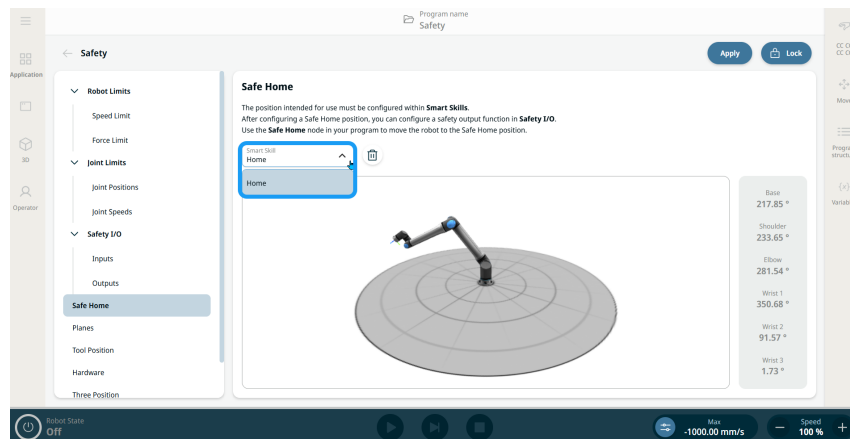 Program name
Safety
Safety
Apply
Lock
Application
3D
Operator
Robot Limits
Speed Limit
Force Limit
Joint Limits
Joint Positions
Joint Speeds
Safety I/O
Inputs
Outputs
Safe Home
Planes
Tool Position
Hardware
Three Position
Safe Home
The position intended for use must be configured within Smart Skills.
After configuring a Safe Home position, you can configure a safety output function in Safety I/O.
Use the Safe Home node in your program to move the robot to the Safe Home position.
Smart Skill
Home
Home
Base
217.85 °
Shoulder
233.65 °
Elbow
281.54 °
Wrist 1
350.68 °
Wrist 2
91.57 °
Wrist 3
1.73 °
CC
CC
Move
Robot State
Off
Max
-1000.00 mm/s
Speed
100 %